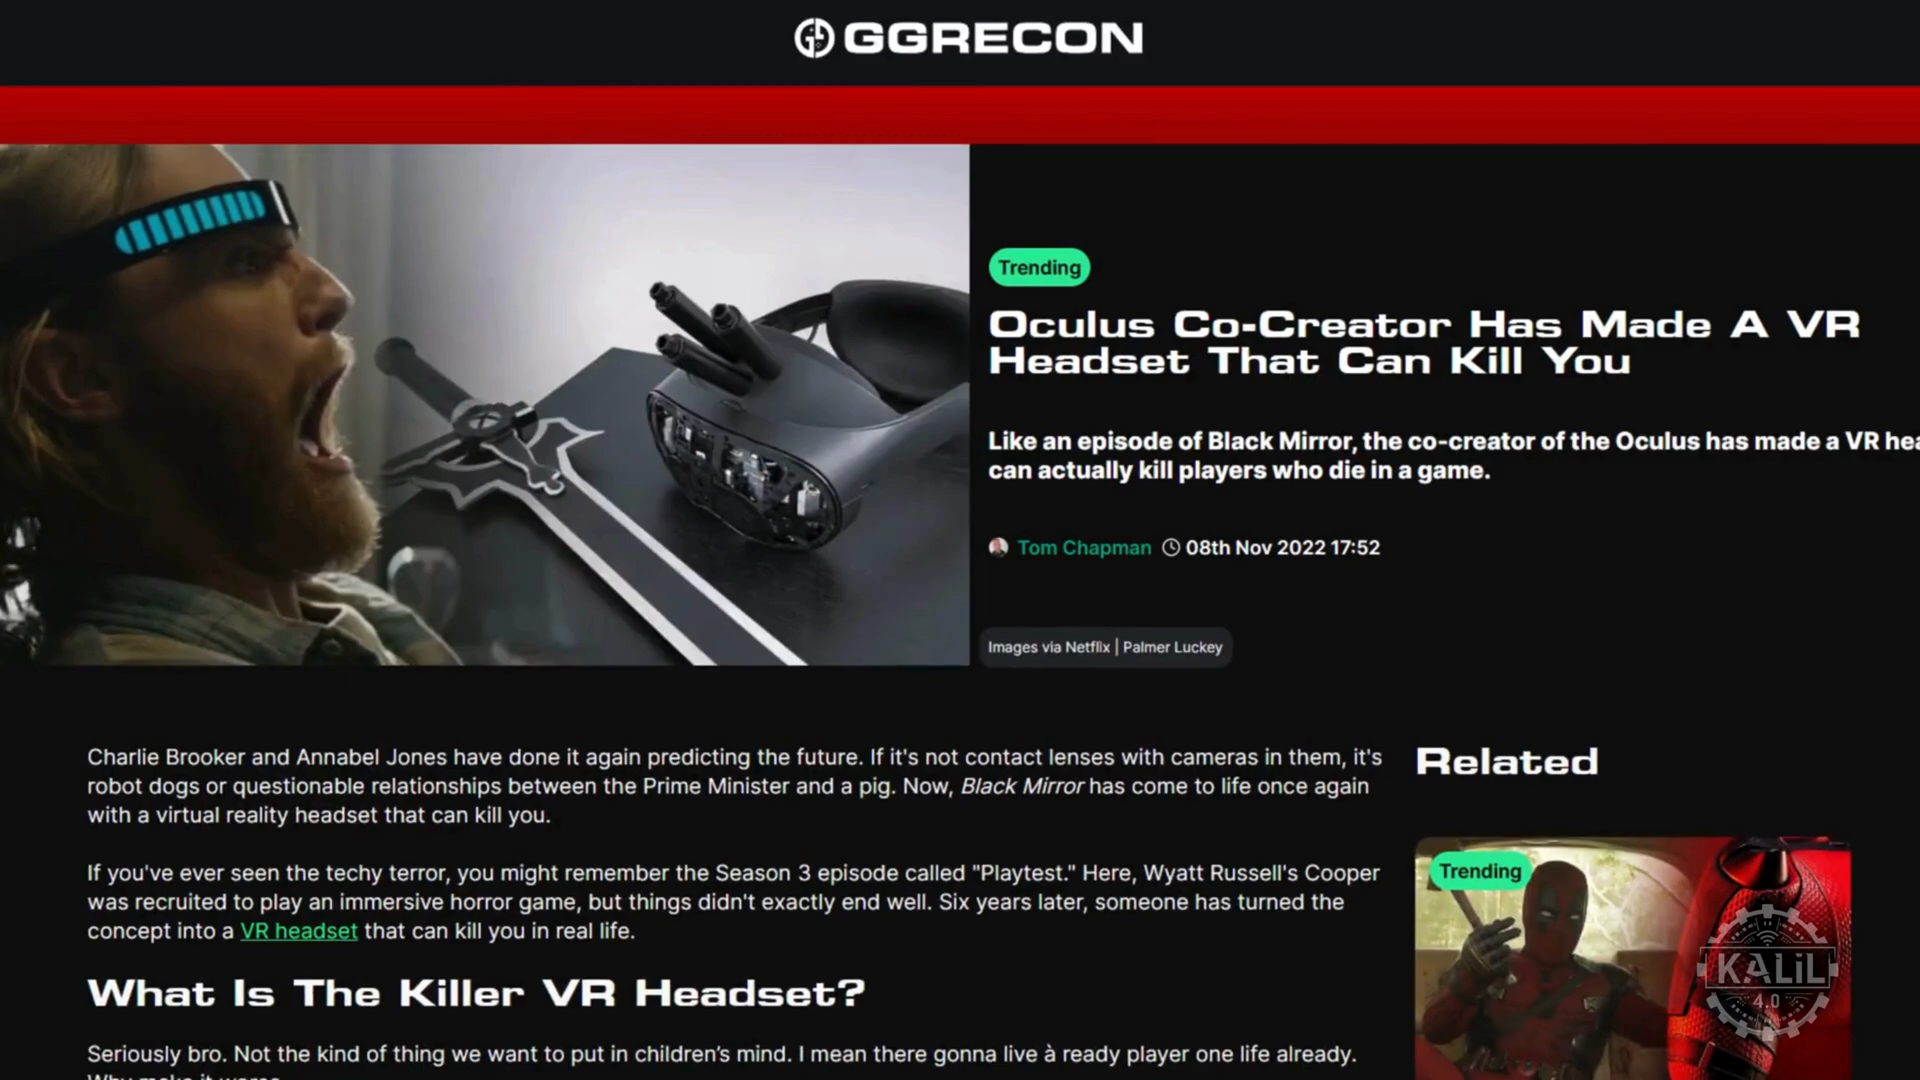 GGRECON
Trending
Oculus Co-Creator Has Made A VR
Headset That Can Kill You
Like an episode of Black Mirror, the co-creator of the Oculus has made a VR hea
can actually kill players who die in a game.
Tom Chapman 08th Nov 2022 17:52
Images via Netflix | Palmer Luckey
Charlie Brooker and Annabel Jones have done it again predicting the future. If it's not contact lenses with cameras in them, it's
robot dogs or questionable relationships between the Prime Minister and a pig. Now, Black Mirror has come to life once again
with a virtual reality headset that can kill you.
If you've ever seen the techy terror, you might remember the Season 3 episode called "Playtest." Here, Wyatt Russell's Cooper
was recruited to play an immersive horror game, but things didn't exactly end well. Six years later, someone has turned the
concept into a VR headset that can kill you in real life.
What Is The Killer VR Headset?
Seriously bro. Not the kind of thing we want to put in children’s mind. I mean there gonna live à ready player one life already.
Related
Trending
KALiL
4.0